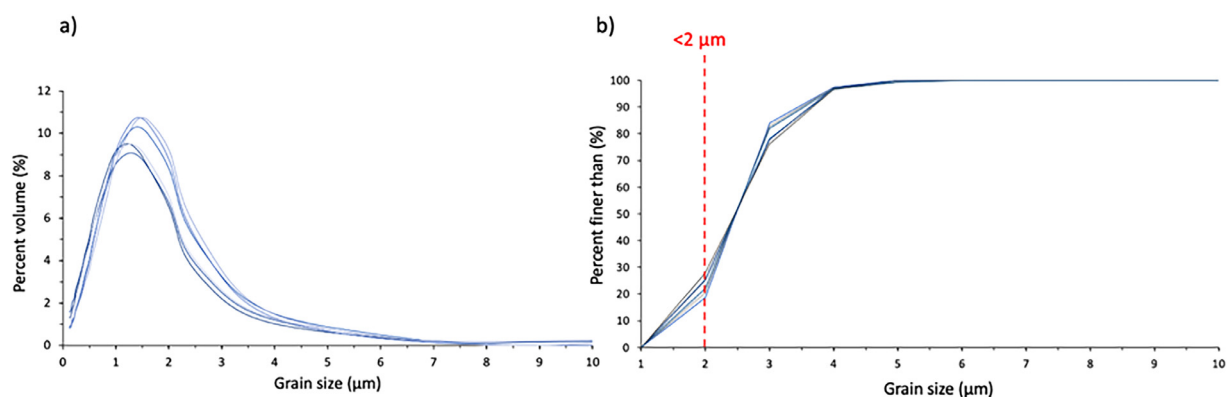 a)
Percent volume (%)
12
10
8
6
4
2
0
0 1 2 3 4 5 6 7 8 9 10
Grain size (µm)
b)
<2 µm
Percent finer than (%)
100
90
80
70
60
50
40
30
20
10
0
1 2 3 4 5 6 7 8 9 10
Grain size (µm)